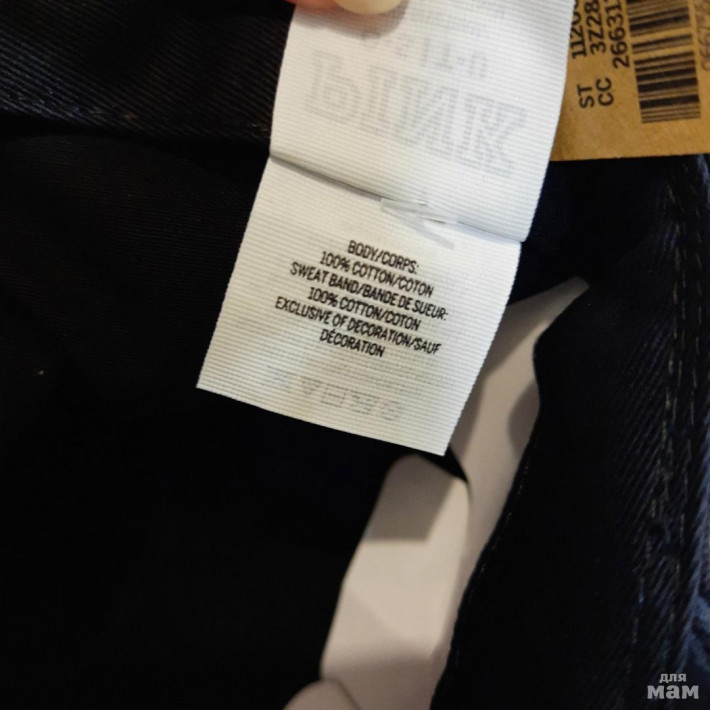 ST
CC
BODY/CORPS:
100% COTTON/COTON
SWEAT BAND/BANDE DE SUEUR:
100% COTTON/COTON
EXCLUSIVE OF DECORATION/SAUF
DÉCORATION
для
мам